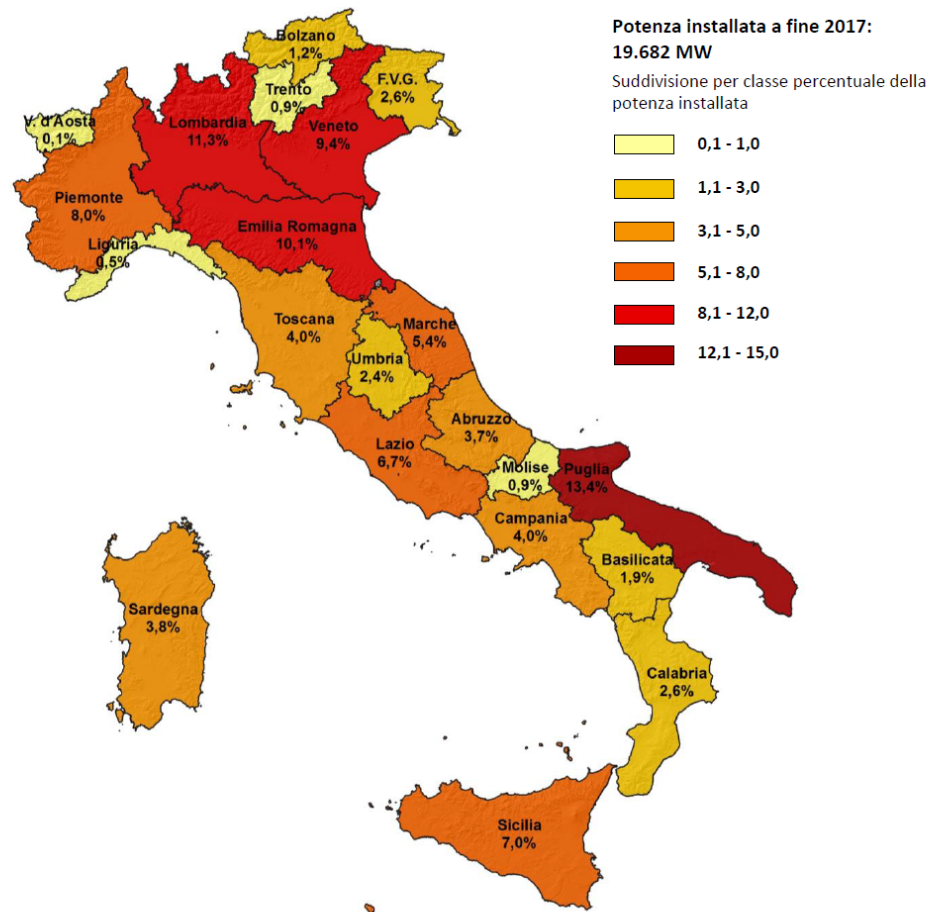 Potenza installata a fine 2017:
19.682 MW
Suddivisione per classe percentuale della
potenza installata
0,1 - 1,0
1,1 - 3,0
3,1 - 5,0
5,1 - 8,0
8,1 - 12,0
12,1 - 15,0
Bolzano
1,2%
Trento
0,9%
F.V.G.
2,6%
V. d'Aosta
0,1%
Lombardia
11,3%
Veneto
9,4%
Piemonte
8,0%
Emilia Romagna
10,1%
Liguria
0,5%
Toscana
4,0%
Marche
5,4%
Umbria
2,4%
Abruzzo
3,7%
Lazio
6,7%
Molise
0,9%
Puglia
13,4%
Campania
4,0%
Basilicata
1,9%
Sardegna
3,8%
Calabria
2,6%
Sicilia
7,0%